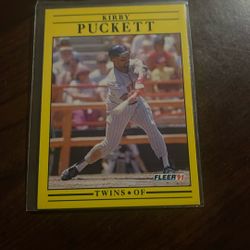 KIRBY
PUCKETT
FLEER '91
TWINS • OF